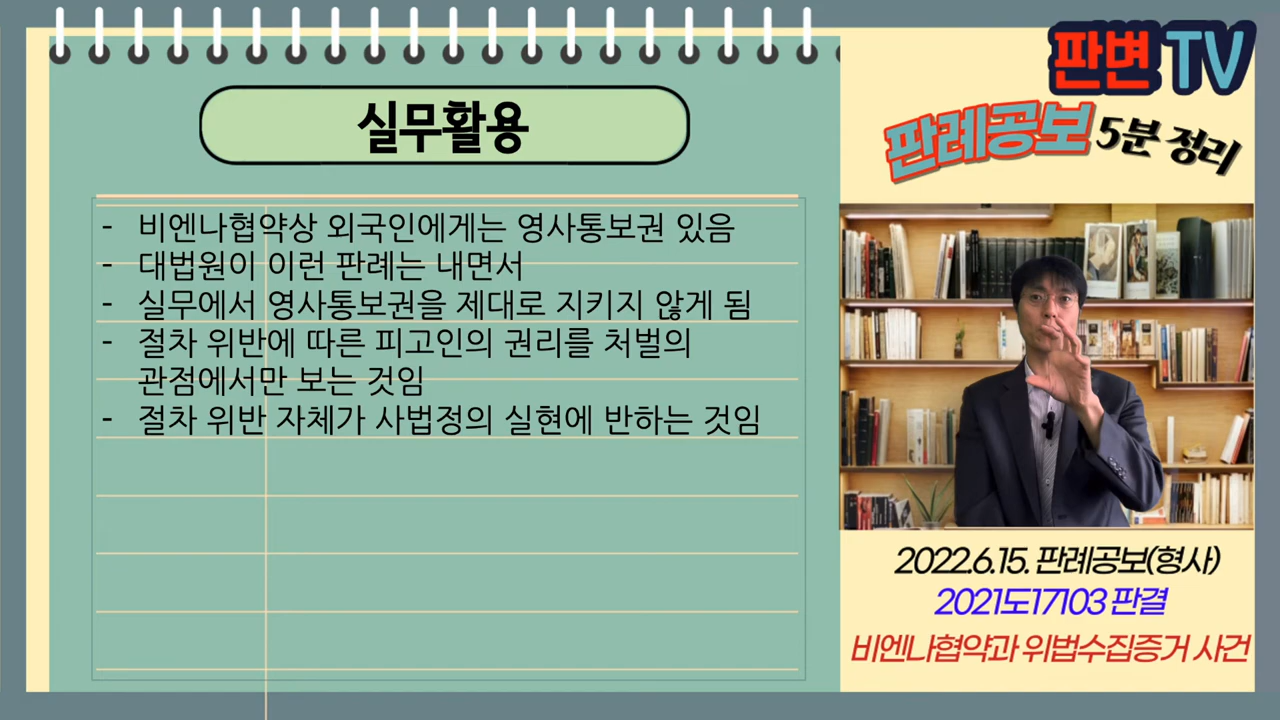 실무활용
- 비엔나협약상 외국인에게는 영사통보권 있음
- 대법원이 이런 판례는 내면서
- 실무에서 영사통보권을 제대로 지키지 않게 됨
- 절차 위반에 따른 피고인의 권리를 처벌의
관점에서만 보는 것임
- 절차 위반 자체가 사법정의 실현에 반하는 것임
판변 TV
판례공보 5분 정리
2022.6.15. 판례공보(형사)
2021도17103 판결
비엔나협약과 위법수집증거 사건